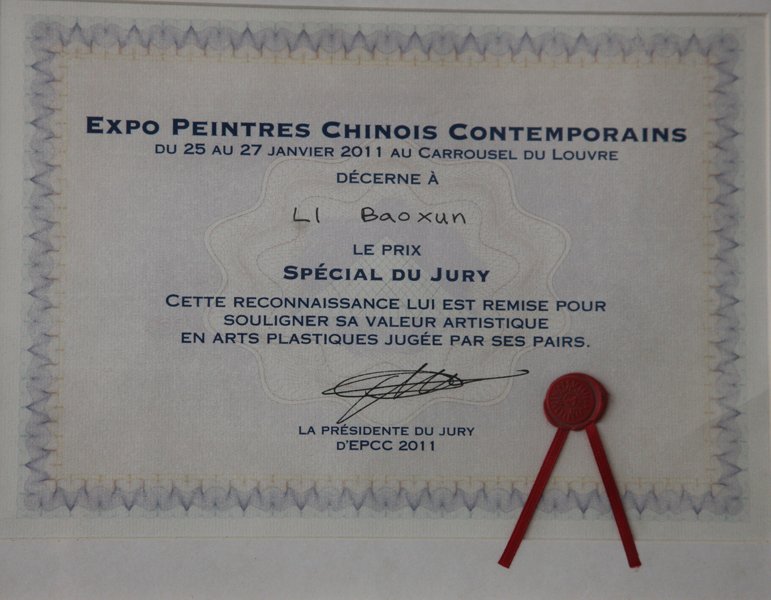 EXPO PEINTRES CHINOIS CONTEMPORAINS
DU 25 AU 27 JANVIER 2011 AU CARROUSEL DU LOUVRE
DÉCERNE À
LI Baoxun
LE PRIX
SPÉCIAL DU JURY
CETTE RECONNAISSANCE LUI EST REMISE POUR
SOULIGNER SA VALEUR ARTISTIQUE
EN ARTS PLASTIQUES JUGÉE PAR SES PAIRS.
LA PRÉSIDENTE DU JURY
D'EPCC 2011